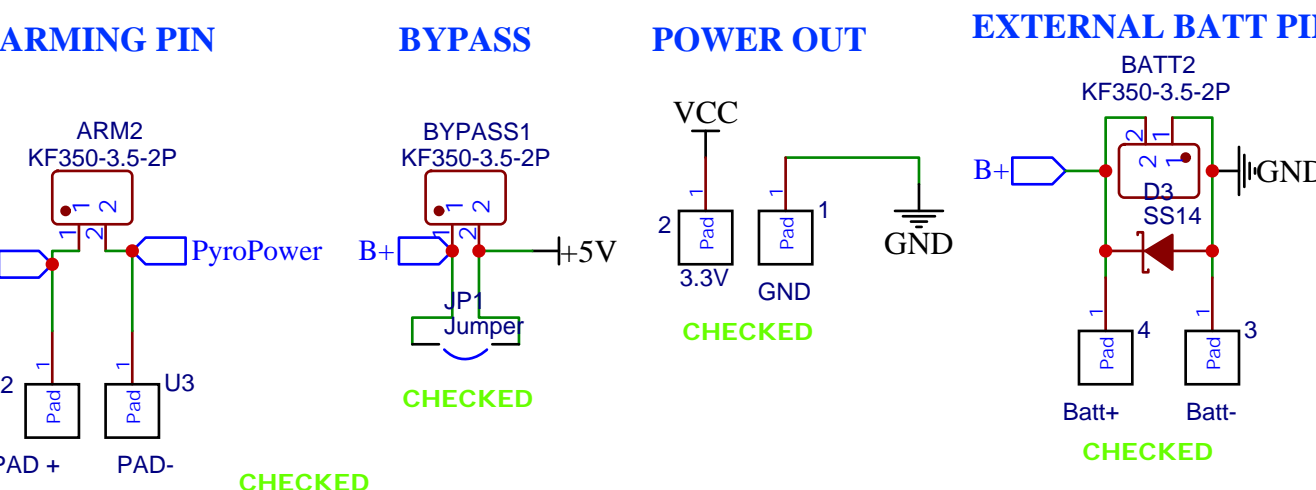 ARMING PIN
ARM2
KF350-3.5-2P
1 2
1 2
PyroPower
1 1
2 Pad
Pad U3
PAD +
PAD-
CHECKED
BYPASS
BYPASS1
KF350-3.5-2P
1 2
1 2
B+
+5V
JP1
Jumper
CHECKED
POWER OUT
VCC
1 1
2 Pad
Pad 1
3.3V
GND
GND
CHECKED
EXTERNAL BATT
BATT2
KF350-3.5-2P
2 1
2 1
B+
GND
D3
SS14
1 1
Pad 4
Pad 3
Batt+
Batt-
CHECKED